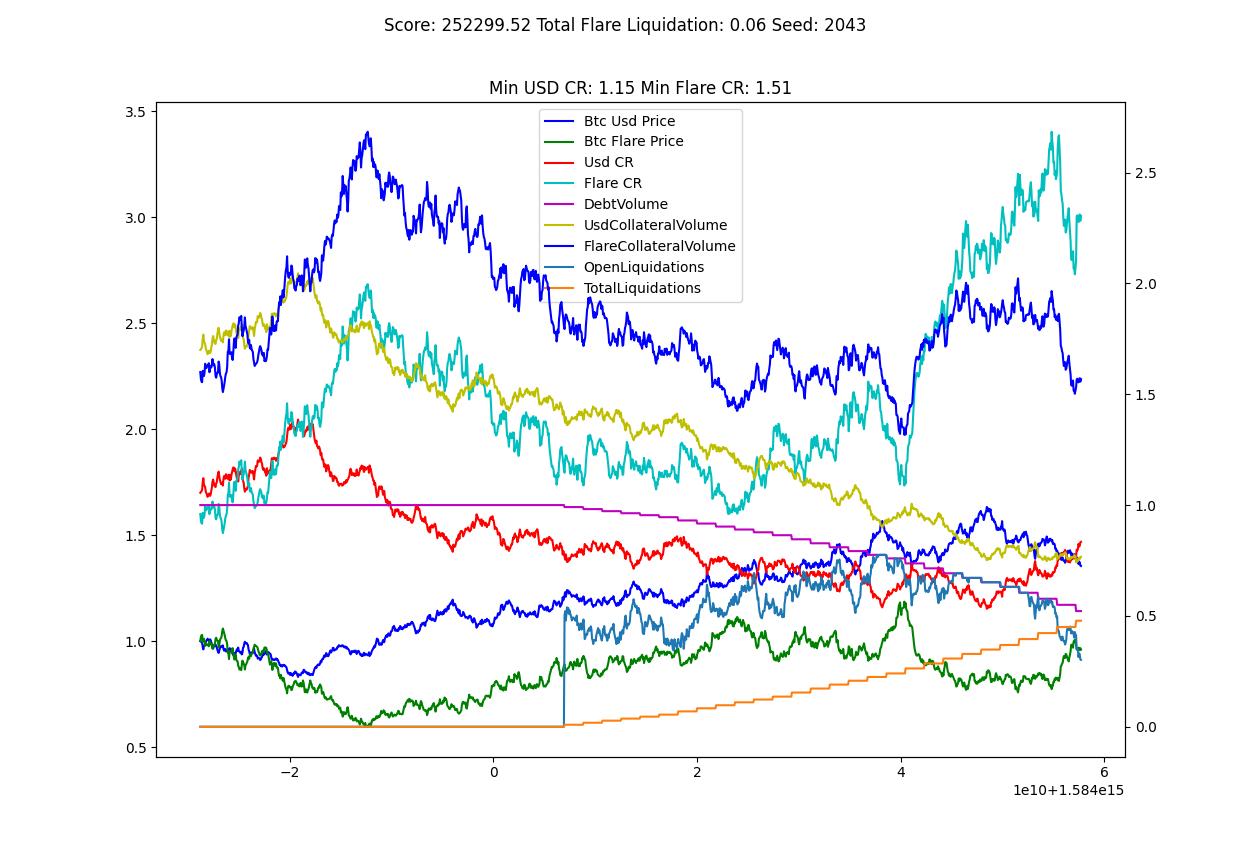 Score: 252299.52 Total Flare Liquidation: 0.06 Seed: 2043
Min USD CR: 1.15 Min Flare CR: 1.51
3.5
3.0
2.5
2.0
1.5
1.0
0.5
Btc Usd Price
Btc Flare Price
Usd CR
Flare CR
DebtVolume
UsdCollateralVolume
FlareCollateralVolume
OpenLiquidations
TotalLiquidations
2.5
2.0
1.5
1.0
0.5
0.0
−2 0 2 4 6
1e10+1.584e15